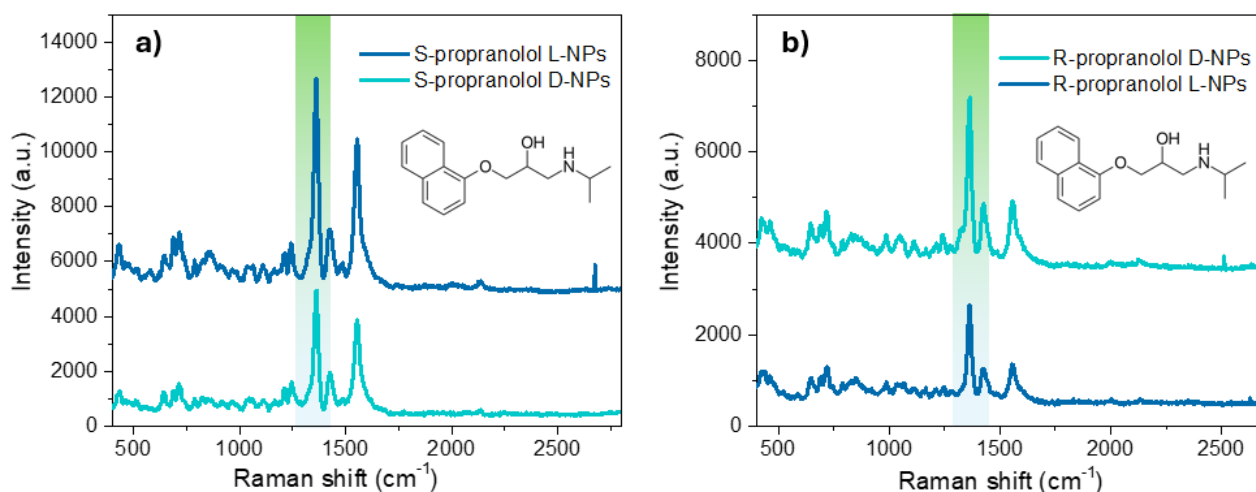 a)
S-propranolol L-NPs
S-propranolol D-NPs
OH
H
N
O
Intensity (a.u.)
14000
12000
10000
8000
6000
4000
2000
0
500
1000
1500
2000
2500
Raman shift (cm⁻¹)
b)
R-propranolol D-NPs
R-propranolol L-NPs
OH
H
N
O
Intensity (a.u.)
8000
6000
4000
2000
0
500
1000
1500
2000
2500
Raman shift (cm⁻¹)